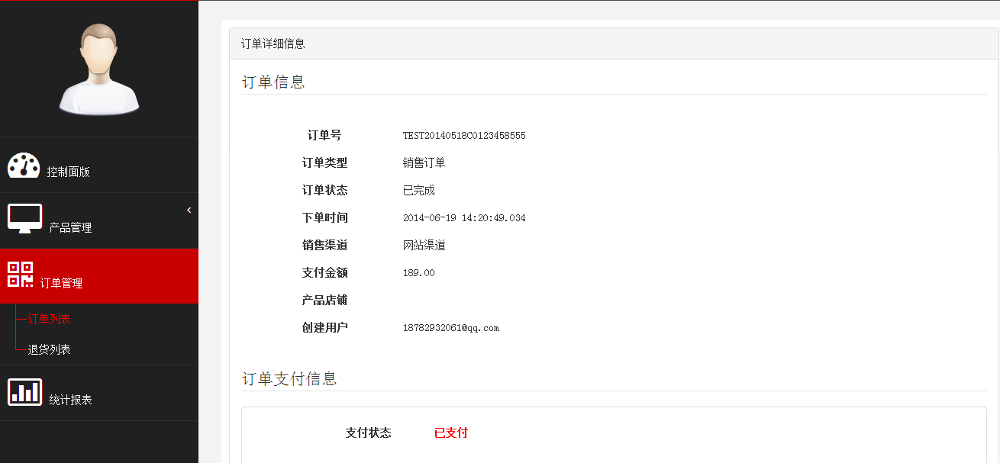 控制面版
产品管理
订单管理
订单列表
退货列表
统计报表
订单详细信息
订单信息
订单号 TEST20140518C0123458555
订单类型 销售订单
订单状态 已完成
下单时间 2014-06-19 14:20:49.034
销售渠道 网站渠道
支付金额 189.00
产品店铺
创建用户 18782932061@qq.com
订单支付信息
支付状态 已支付